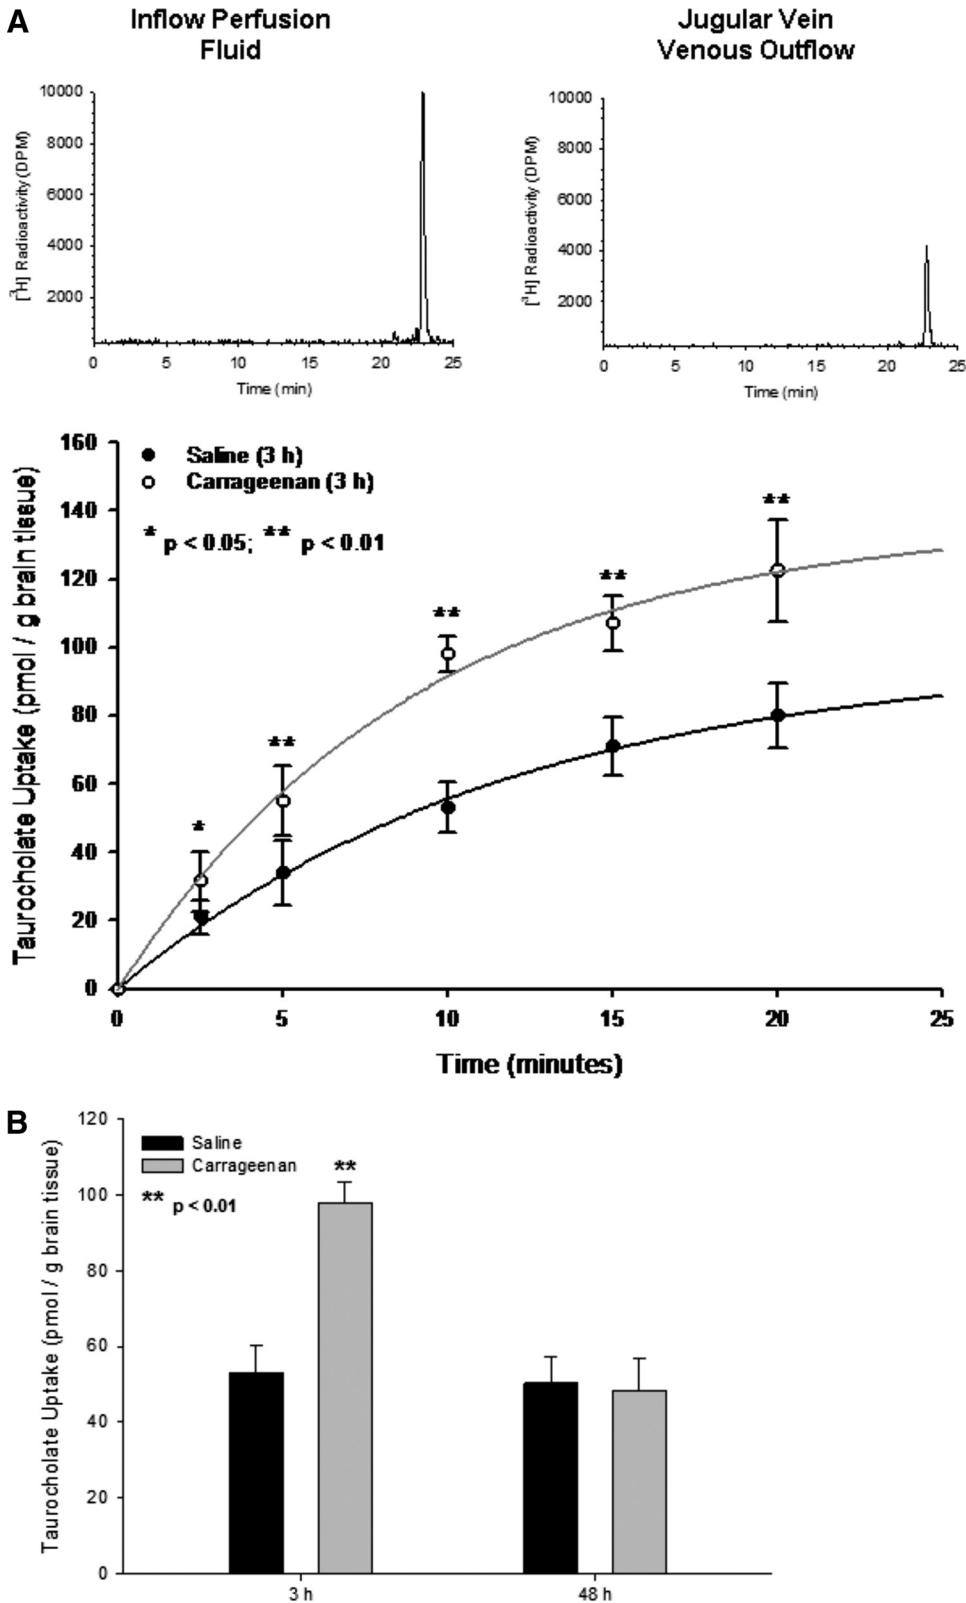 A
Inflow Perfusion
Fluid
Jugular Vein
Venous Outflow
[³H] Radioactivity (DPM)
10000
8000
6000
4000
2000
0 5 10 15 20 25
Time (min)
[³H] Radioactivity (DPM)
10000
8000
6000
4000
2000
0 5 10 15 20 25
Time (min)
Taurocholate Uptake (pmol / g brain tissue)
160
140
120
100
80
60
40
20
0
Saline (3 h)
Carrageenan (3 h)
* p < 0.05; ** p < 0.01
*
**
**
**
**
0 5 10 15 20 25
Time (minutes)
B
Taurocholate Uptake (pmol / g brain tissue)
120
100
80
60
40
20
0
Saline
Carrageenan
** p < 0.01
**
3 h 48 h